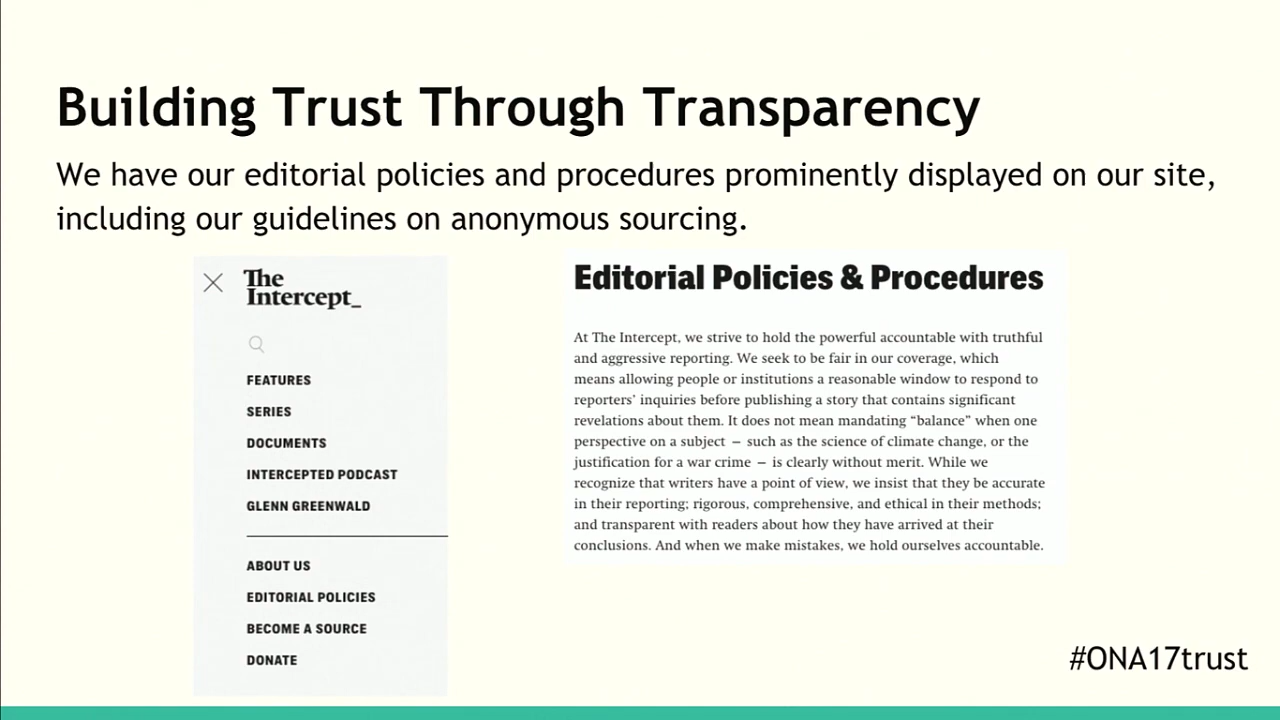 Building Trust Through Transparency
We have our editorial policies and procedures prominently displayed on our site,
including our guidelines on anonymous sourcing.
The
Intercept_
FEATURES
SERIES
DOCUMENTS
INTERCEPTED PODCAST
GLENN GREENWALD
ABOUT US
EDITORIAL POLICIES
BECOME A SOURCE
DONATE
Editorial Policies & Procedures
At The Intercept, we strive to hold the powerful accountable with truthful
and aggressive reporting. We seek to be fair in our coverage, which
means allowing people or institutions a reasonable window to respond to
reporters’ inquiries before publishing a story that contains significant
revelations about them. It does not mean mandating “balance” when one
perspective on a subject — such as the science of climate change, or the
justification for a war crime — is clearly without merit. While we
recognize that writers have a point of view, we insist that they be accurate
in their reporting; rigorous, comprehensive, and ethical in their methods;
and transparent with readers about how they have arrived at their
conclusions. And when we make mistakes, we hold ourselves accountable.
#ONA17trust